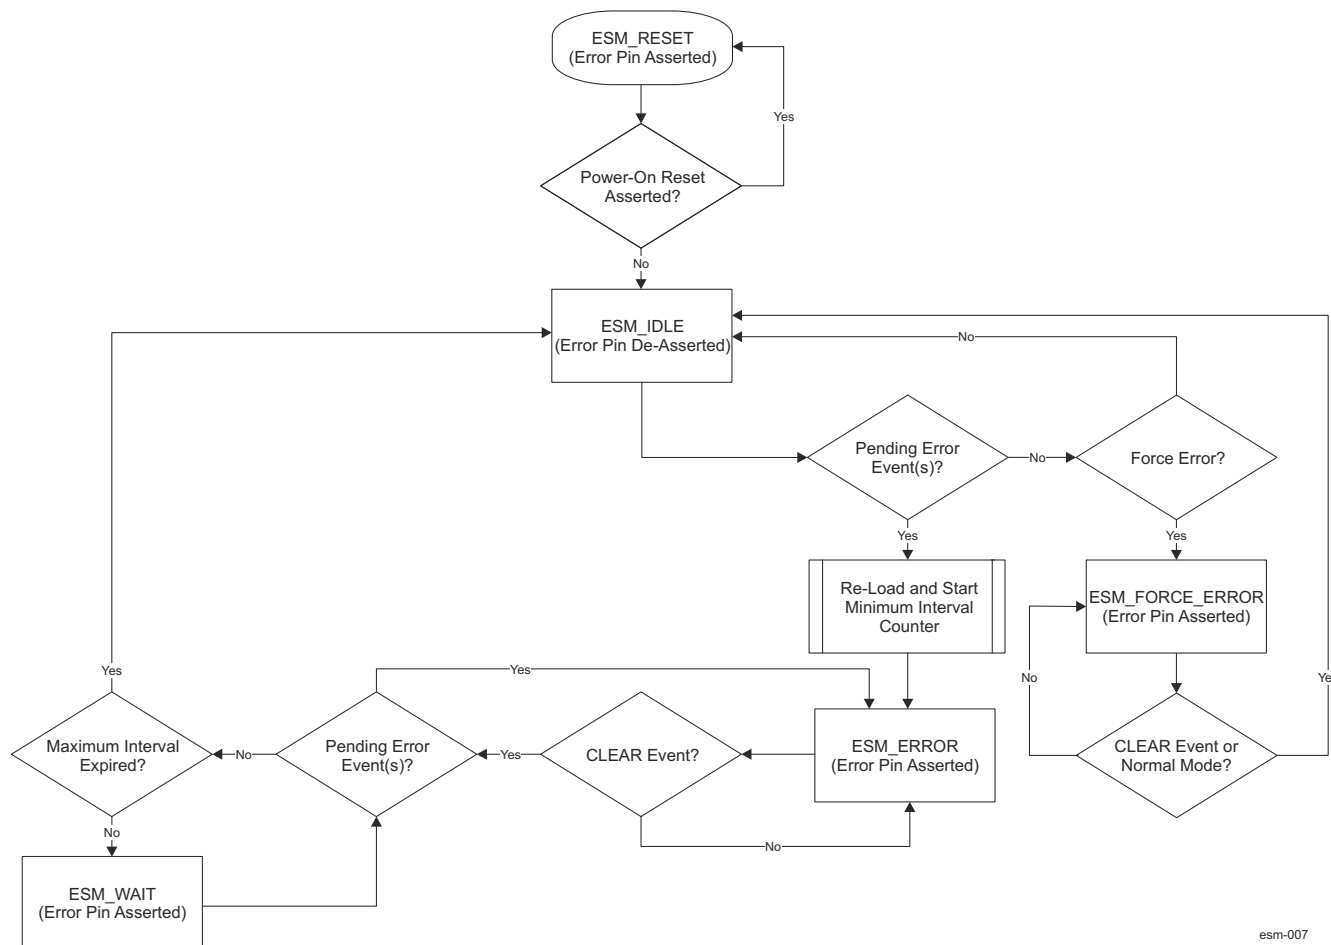 ESM_RESET
(Error Pin Asserted)
Yes
Power-On Reset
Asserted?
No
ESM_IDLE
(Error Pin De-Asserted)
No
Pending Error
Event(s)?
No
Force Error?
Yes
Yes
Re-Load and Start
Minimum Interval
Counter
ESM_FORCE_ERROR
(Error Pin Asserted)
Yes
Yes
No
Ye
Maximum Interval
Expired?
No
Pending Error
Event(s)?
Yes
CLEAR Event?
ESM_ERROR
(Error Pin Asserted)
CLEAR Event or
Normal Mode?
No
No
ESM_WAIT
(Error Pin Asserted)
esm-007